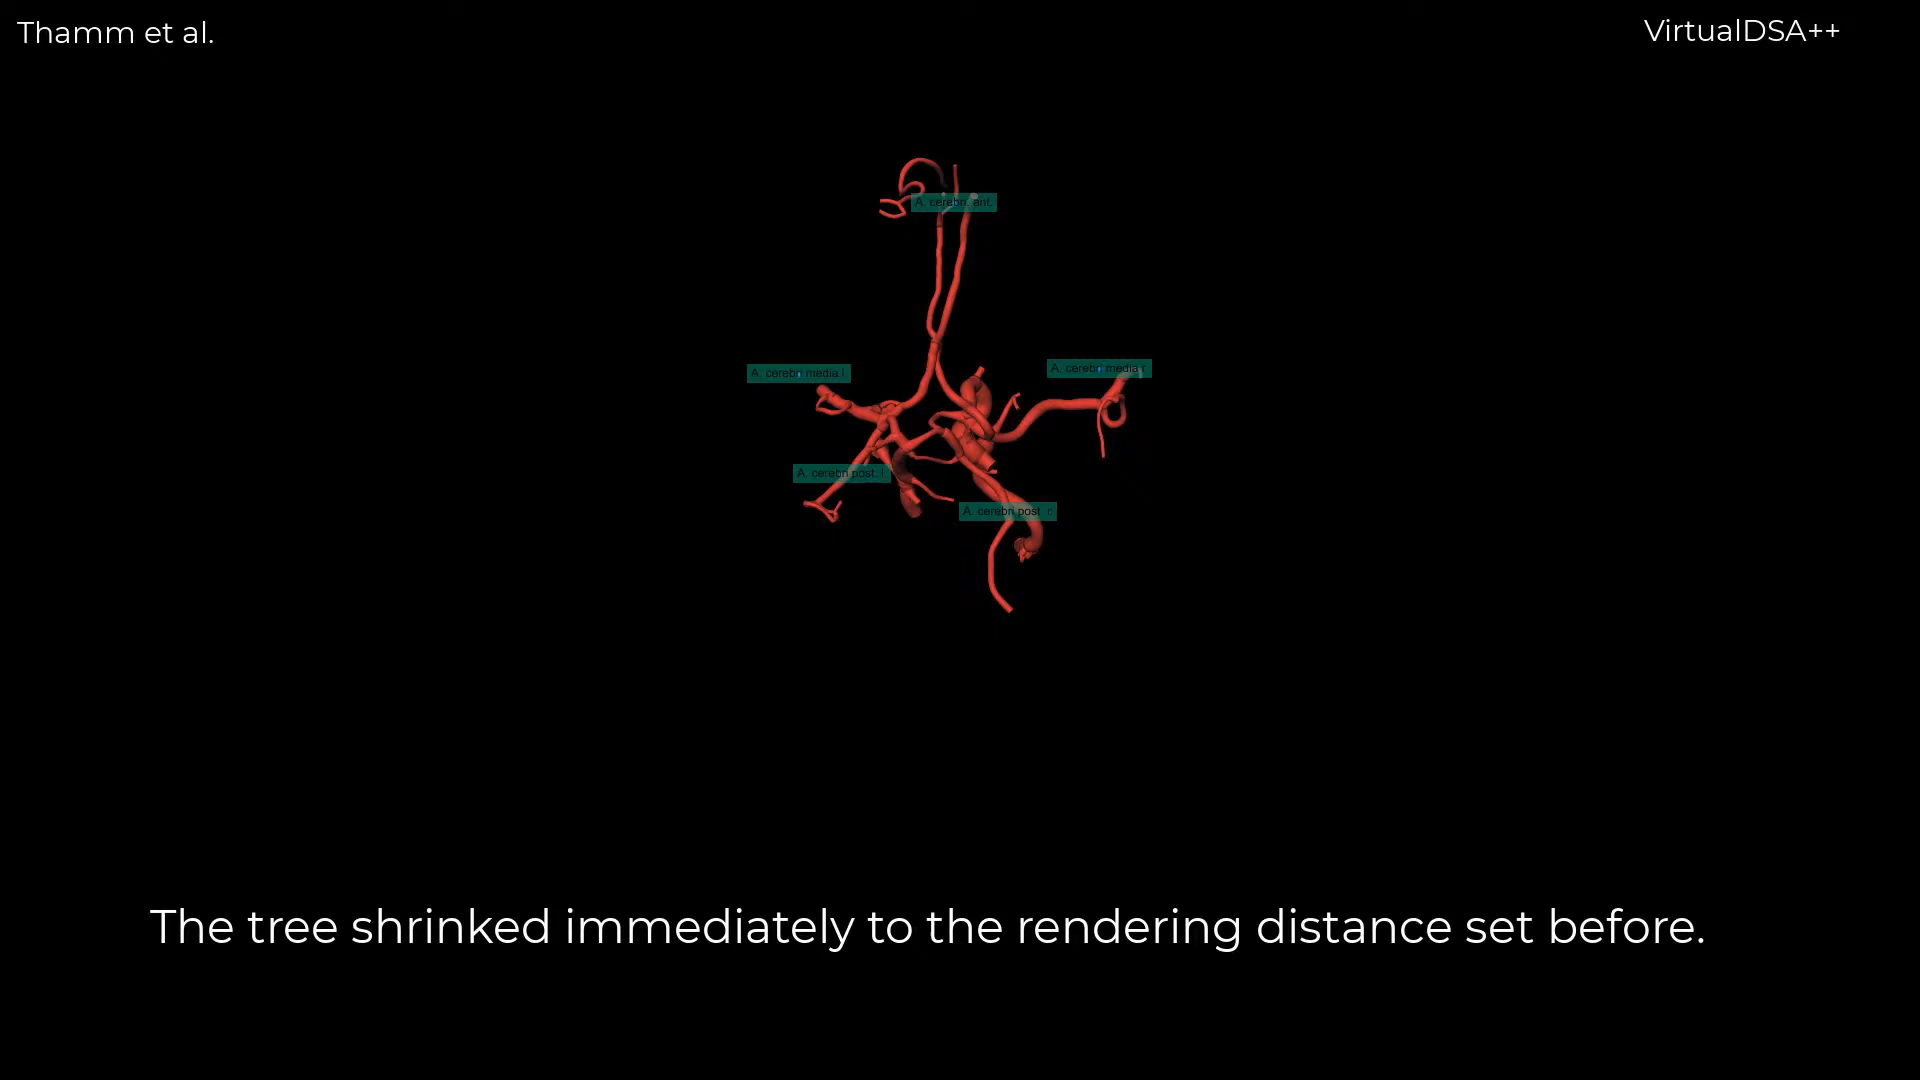 Thamm et al.
VirtualDSA++
A. cerebri. ant.
A. cerebri media l
A. cerebri media r
A. cerebri post. l.
A. cerebri post r
The tree shrinked immediately to the rendering distance set before.